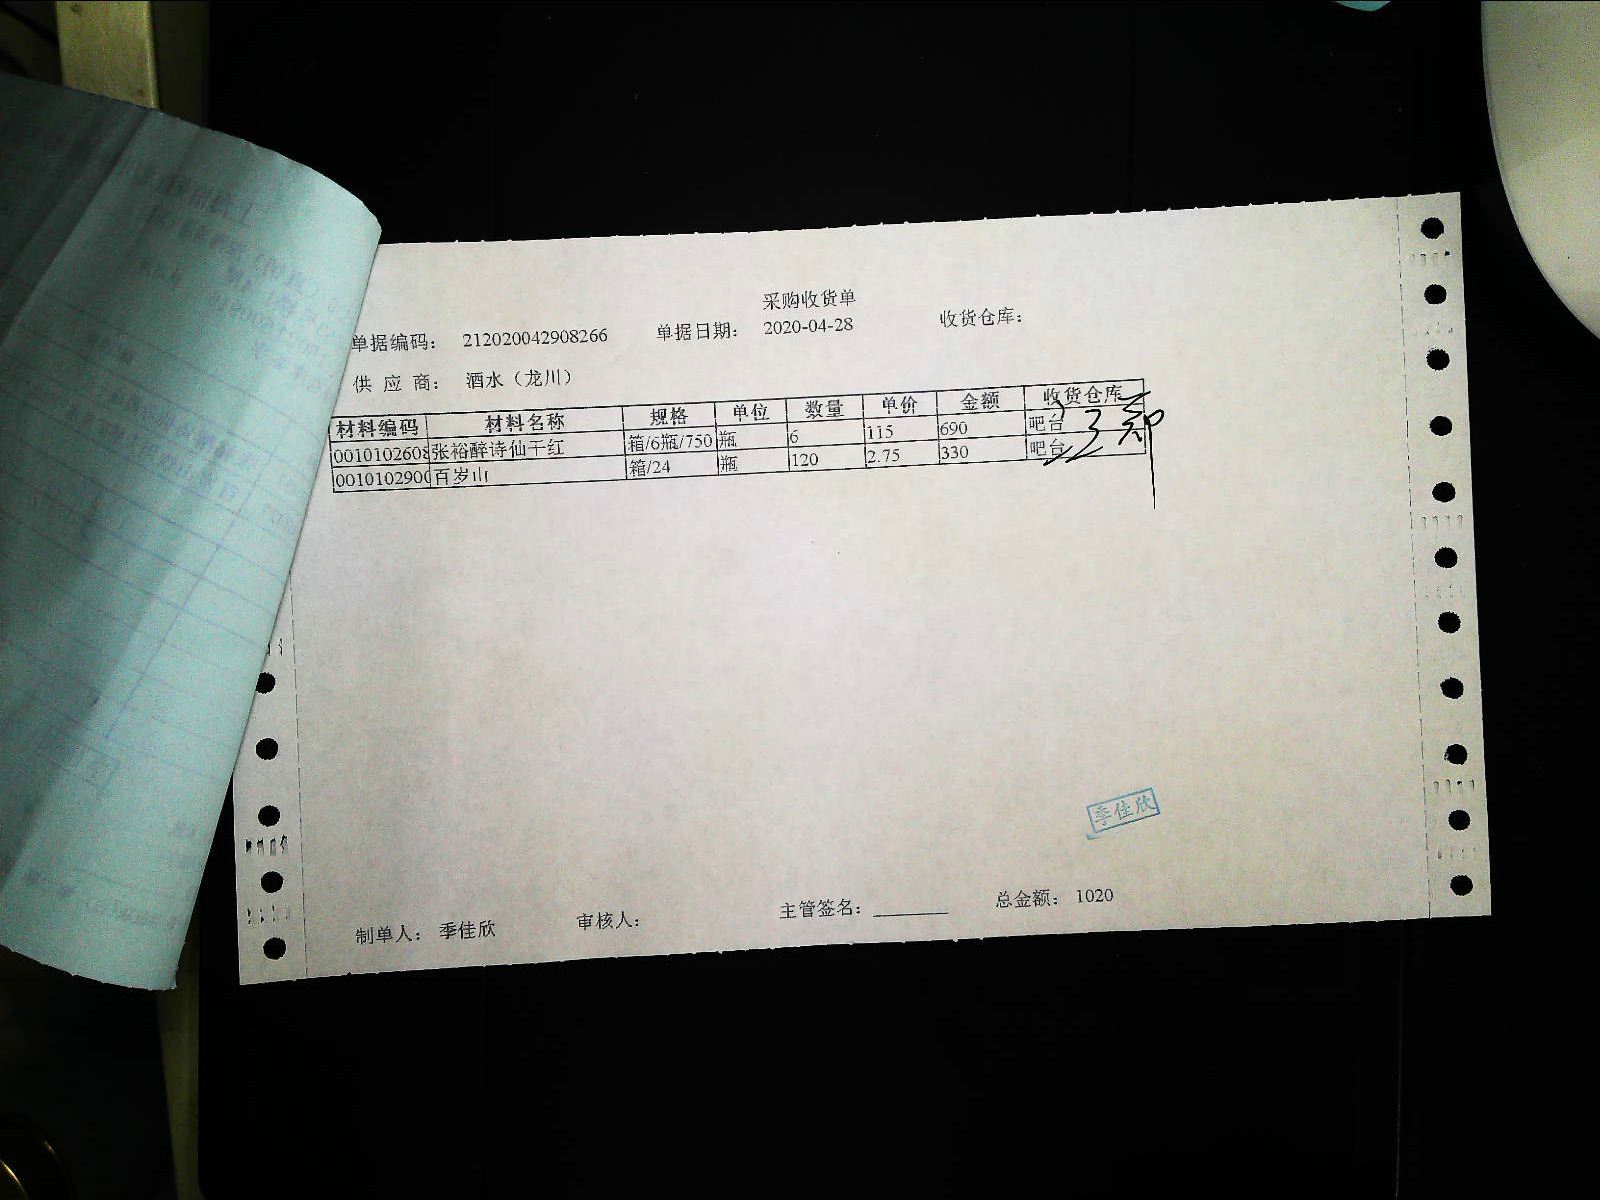 采购收货单
单据编码： 212020042908266 单据日期： 2020-04-28 收货仓库：
供 应 商： 酒水（龙川）
材料编码 材料名称 规格 单位 数量 单价 金额 收货仓库
0010102608 张裕醉诗仙干红 箱/6瓶/750 瓶 6 115 690 吧台
0010102900 百岁山 箱/24 瓶 120 2.75 330 吧台
季佳欣
制单人： 季佳欣 审核人： 主管签名： 总金额： 1020